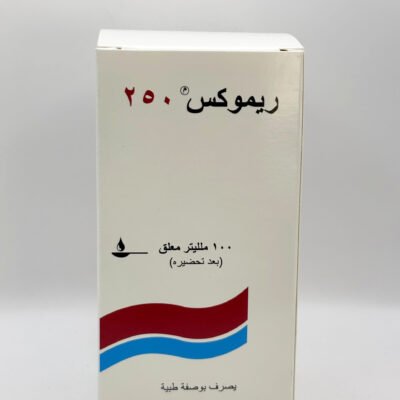 ريموكس ® ٢٥٠
١٠٠ ملليتر معلق
(بعد تحضيره)
يصرف بوصفة طبية